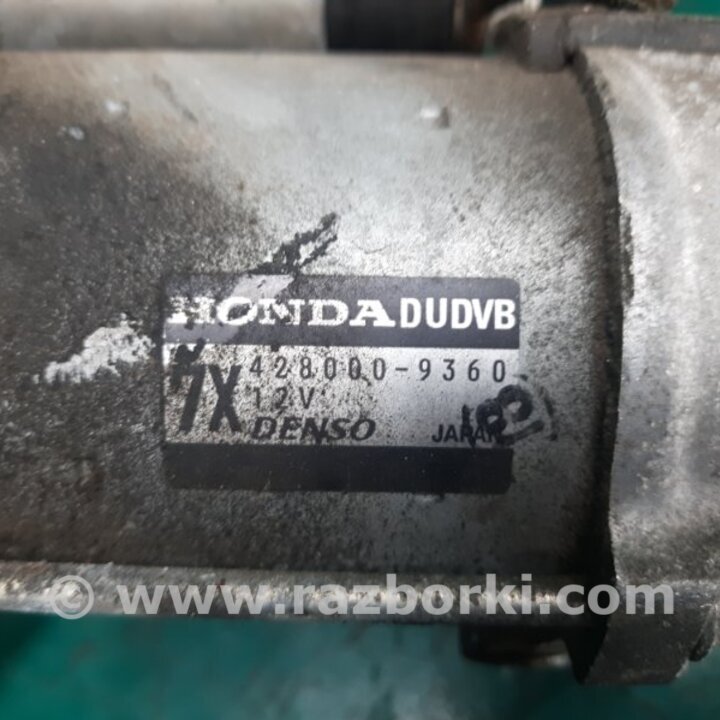 HONDA DUDVB
7X 428000-9360
12V
DENSO JAPAN
© www.razborki.com